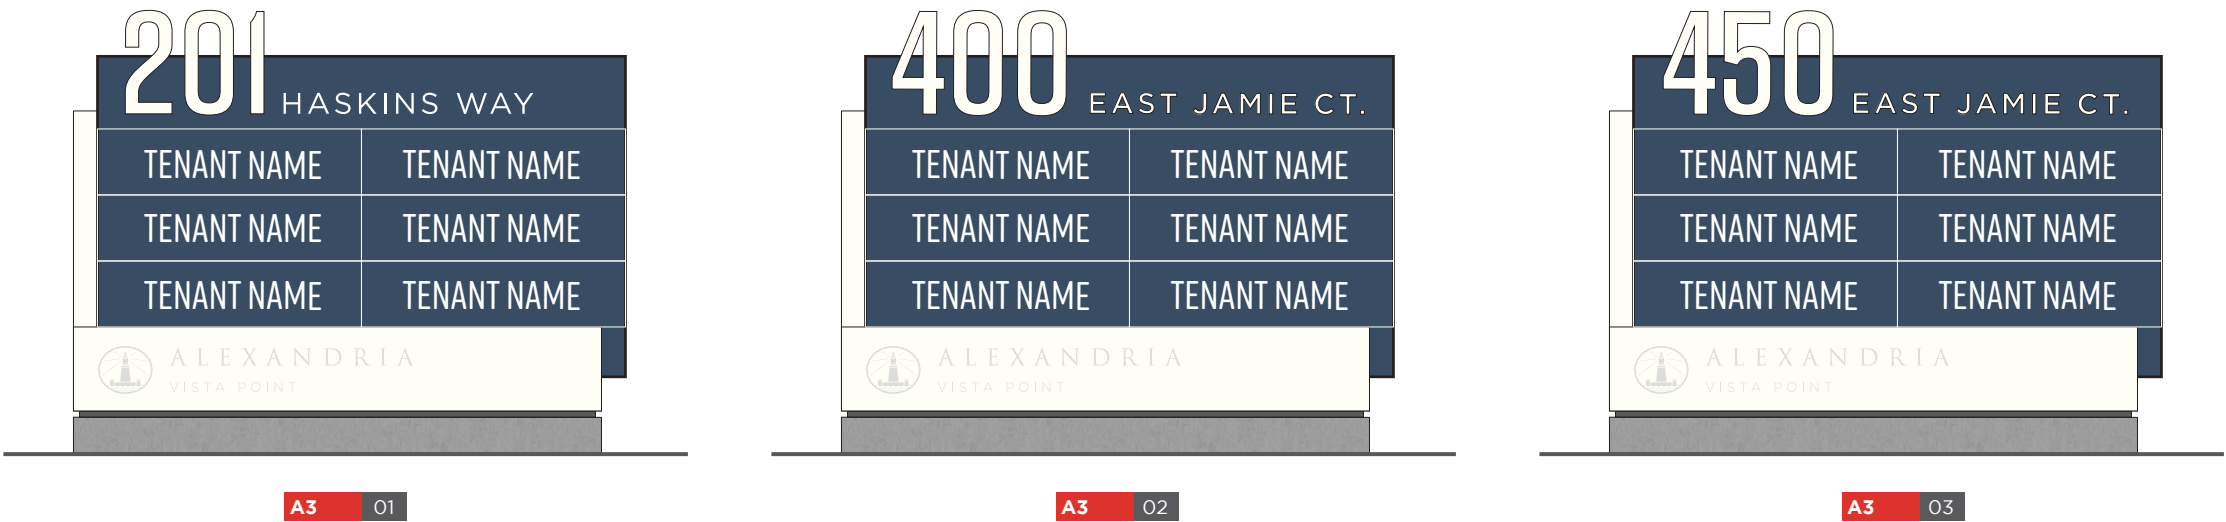 201 HASKINS WAY
TENANT NAME TENANT NAME
TENANT NAME TENANT NAME
TENANT NAME TENANT NAME
ALEXANDRIA
VISTA POINT
A3 01
400 EAST JAMIE CT.
TENANT NAME TENANT NAME
TENANT NAME TENANT NAME
TENANT NAME TENANT NAME
ALEXANDRIA
VISTA POINT
A3 02
450 EAST JAMIE CT.
TENANT NAME TENANT NAME
TENANT NAME TENANT NAME
TENANT NAME TENANT NAME
ALEXANDRIA
VISTA POINT
A3 03